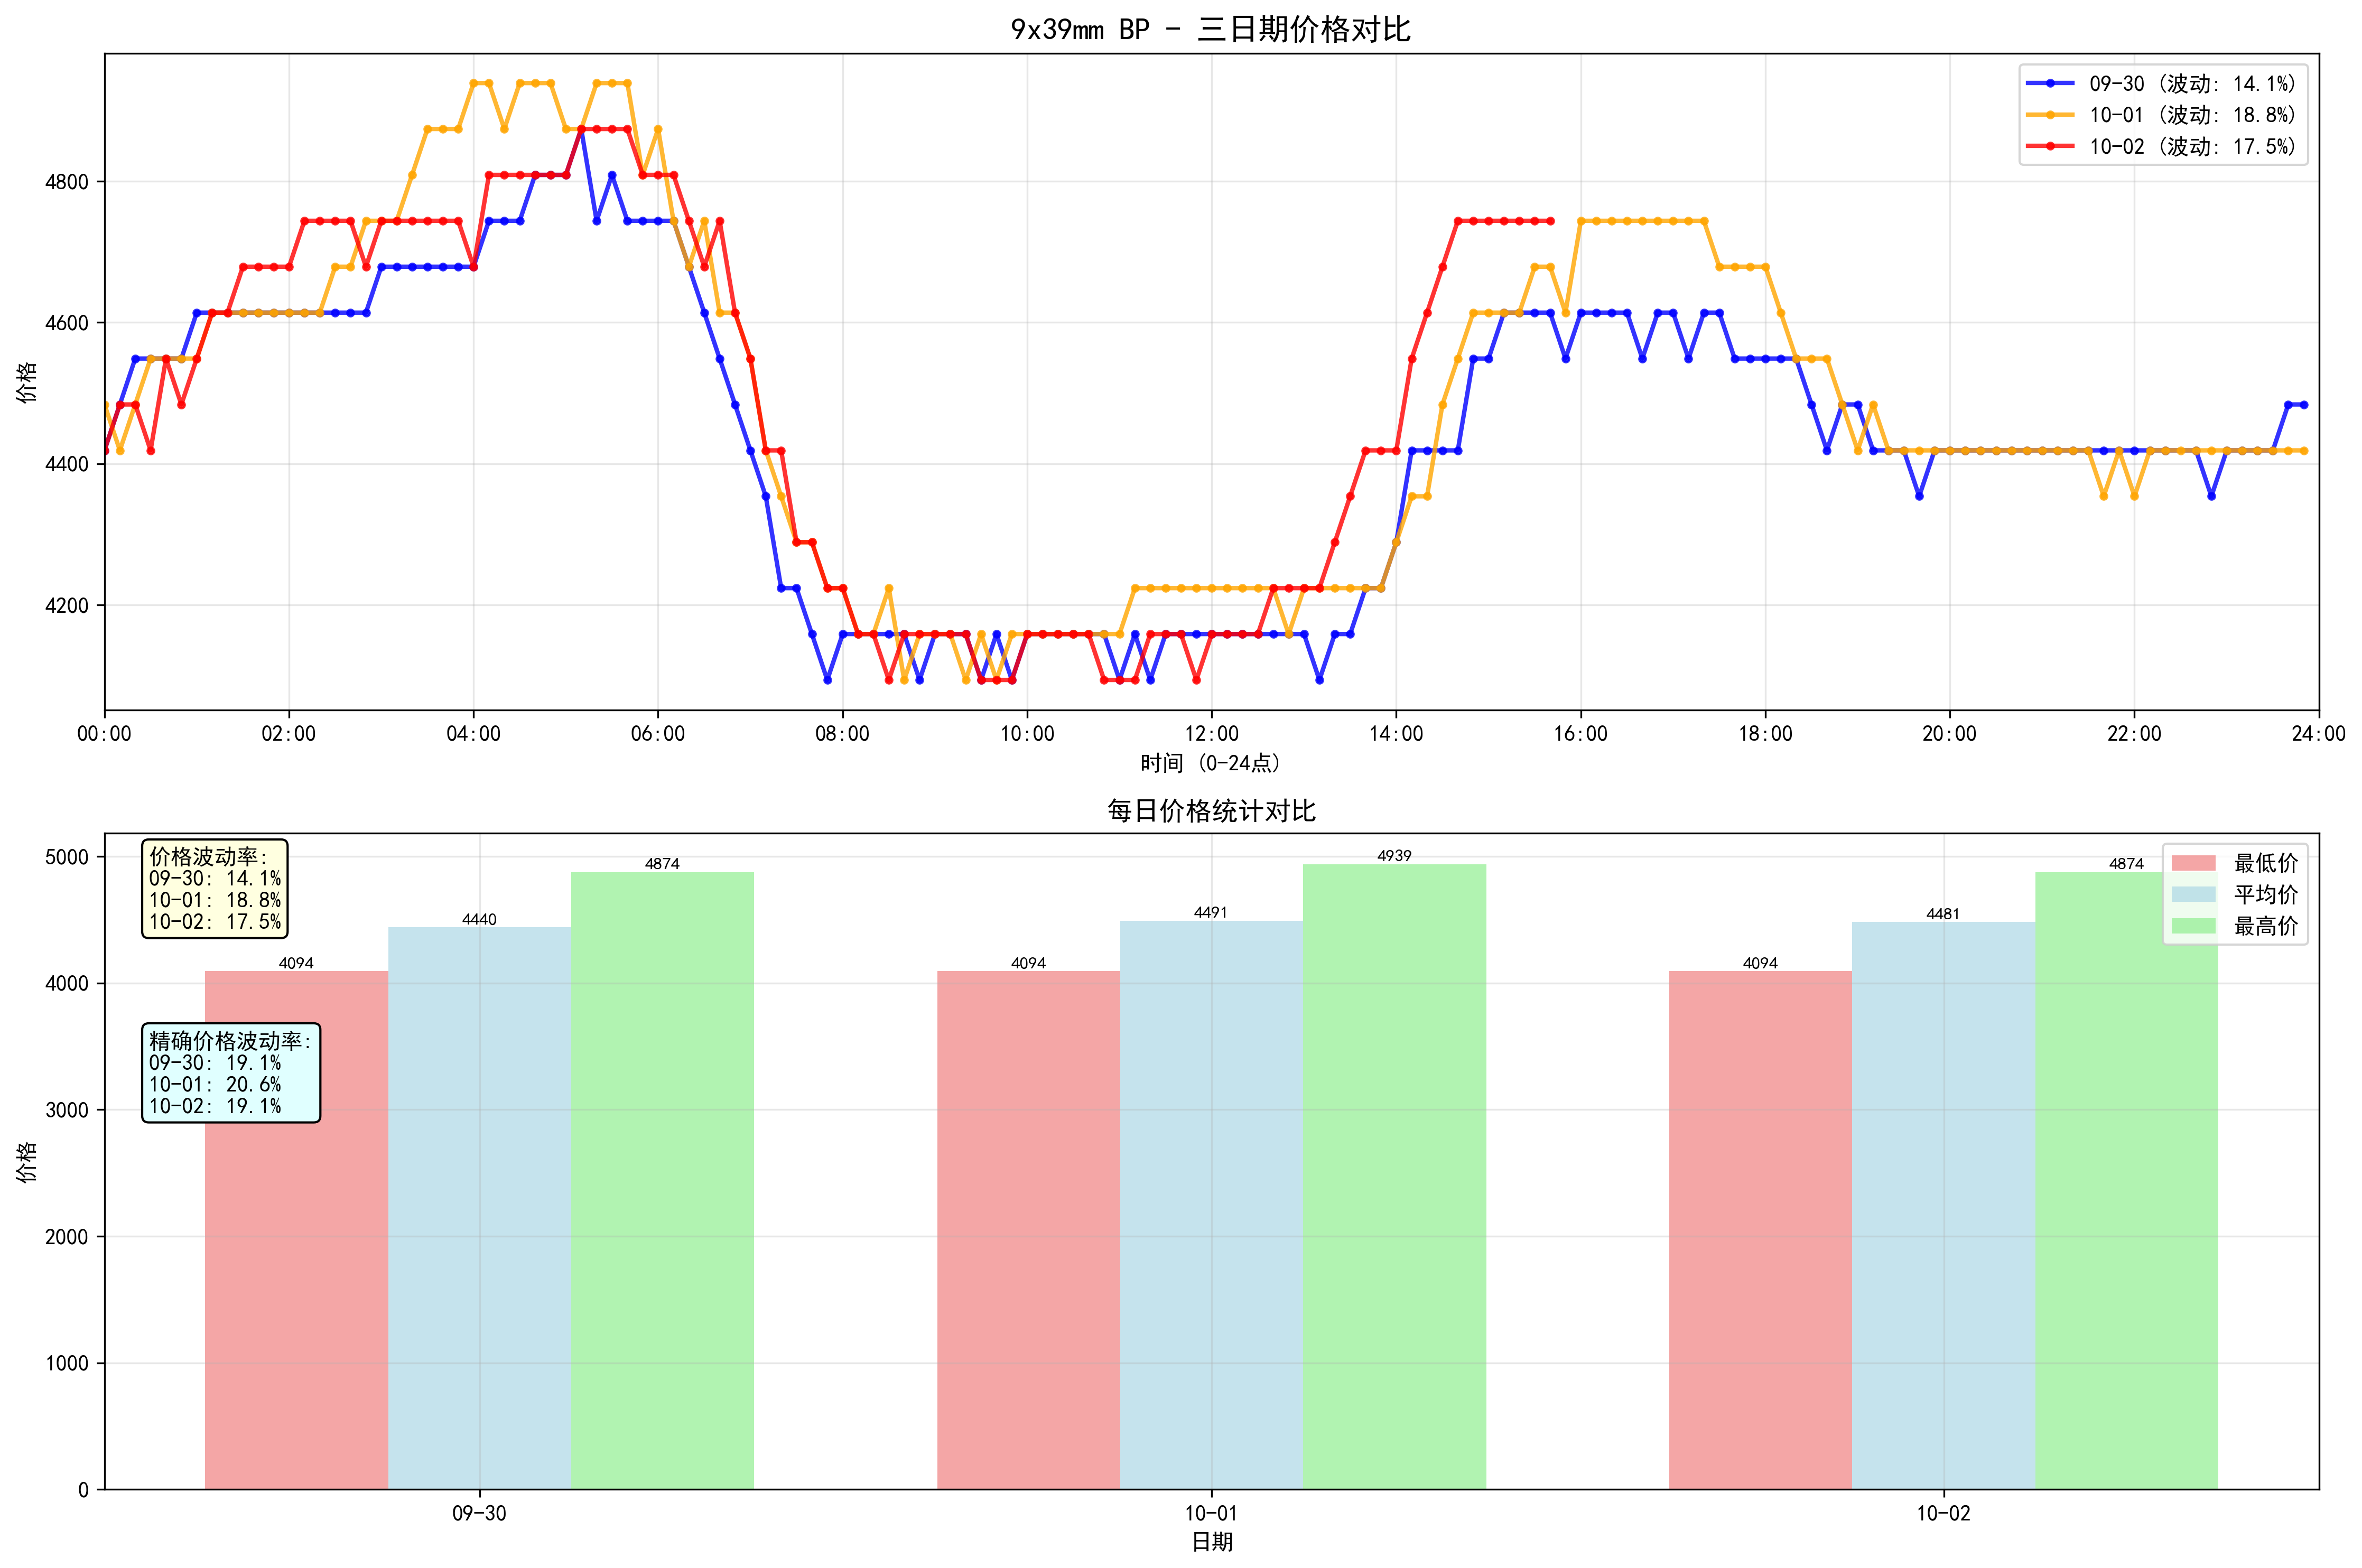 9x39mm BP - 三日期价格对比
09-30 (波动: 14.1%)
10-01 (波动: 18.8%)
10-02 (波动: 17.5%)
价格
4800
4600
4400
4200
00:00 02:00 04:00 06:00 08:00 10:00 12:00 14:00 16:00 18:00 20:00 22:00 24:00
时间 (0-24点)
每日价格统计对比
价格波动率:
09-30: 14.1%
10-01: 18.8%
10-02: 17.5%
精确价格波动率:
09-30: 19.1%
10-01: 20.6%
10-02: 19.1%
最低价
平均价
最高价
4094 4440 4874
4094 4491 4939
4094 4481 4874
价格
5000
4000
3000
2000
1000
0
09-30 10-01 10-02
日期